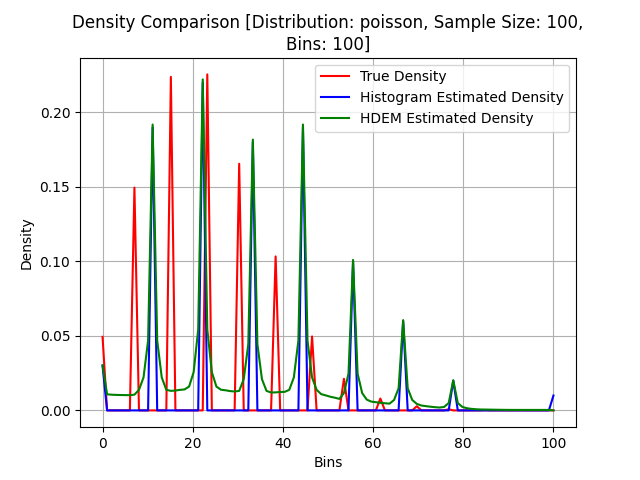 Density Comparison [Distribution: poisson, Sample Size: 100,
Bins: 100]
True Density
Histogram Estimated Density
HDEM Estimated Density
Density
0.20
0.15
0.10
0.05
0.00
0 20 40 60 80 100
Bins